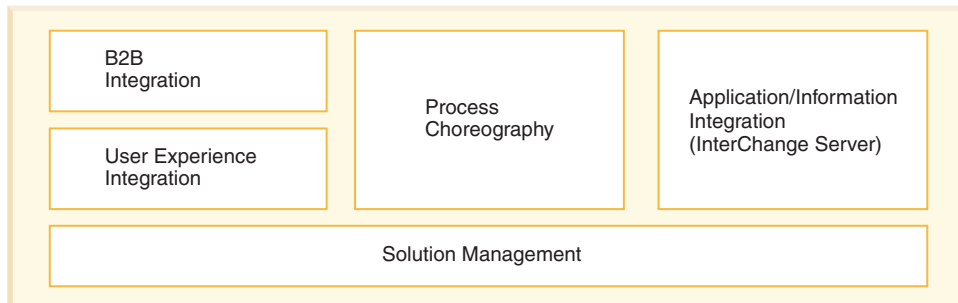 B2B
Integration
User Experience
Integration
Process
Choreography
Application/Information
Integration
(InterChange Server)
Solution Management